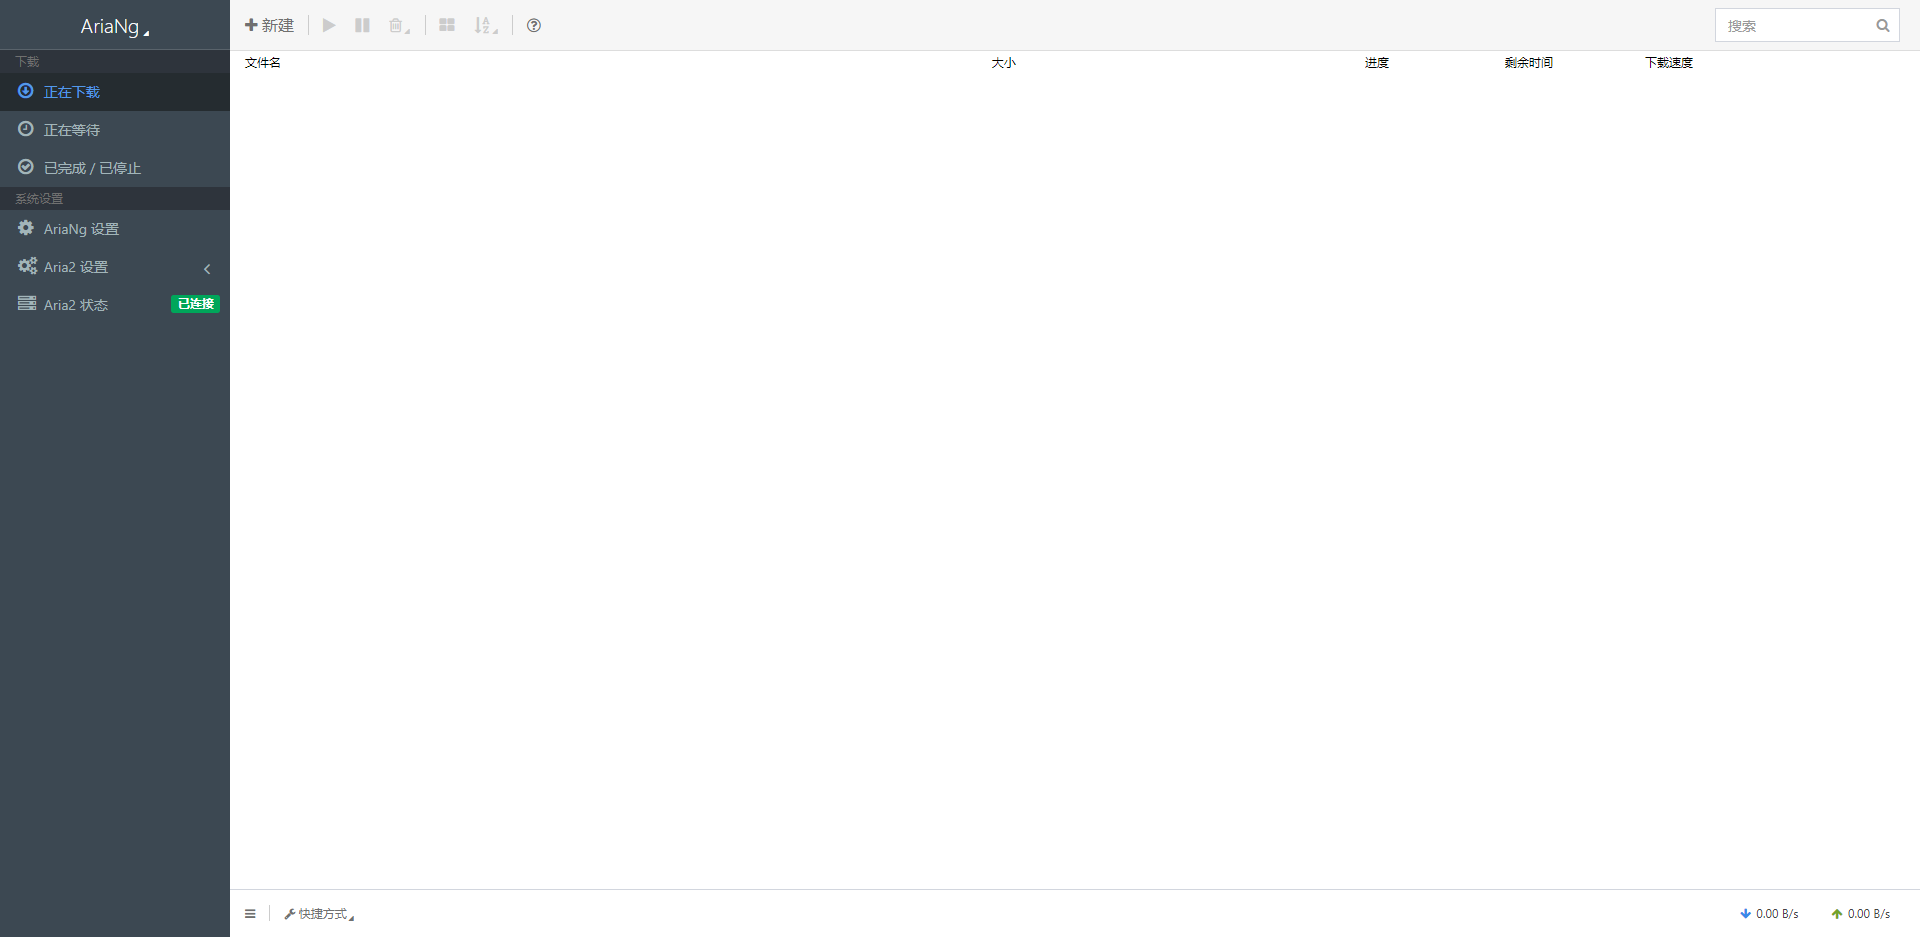 AriaNg
下载
正在下载
正在等待
已完成 / 已停止
系统设置
AriaNg 设置
Aria2 设置
Aria2 状态 已连接
新建
搜索
文件名 大小 进度 剩余时间 下载速度
快捷方式 0.00 B/s 0.00 B/s